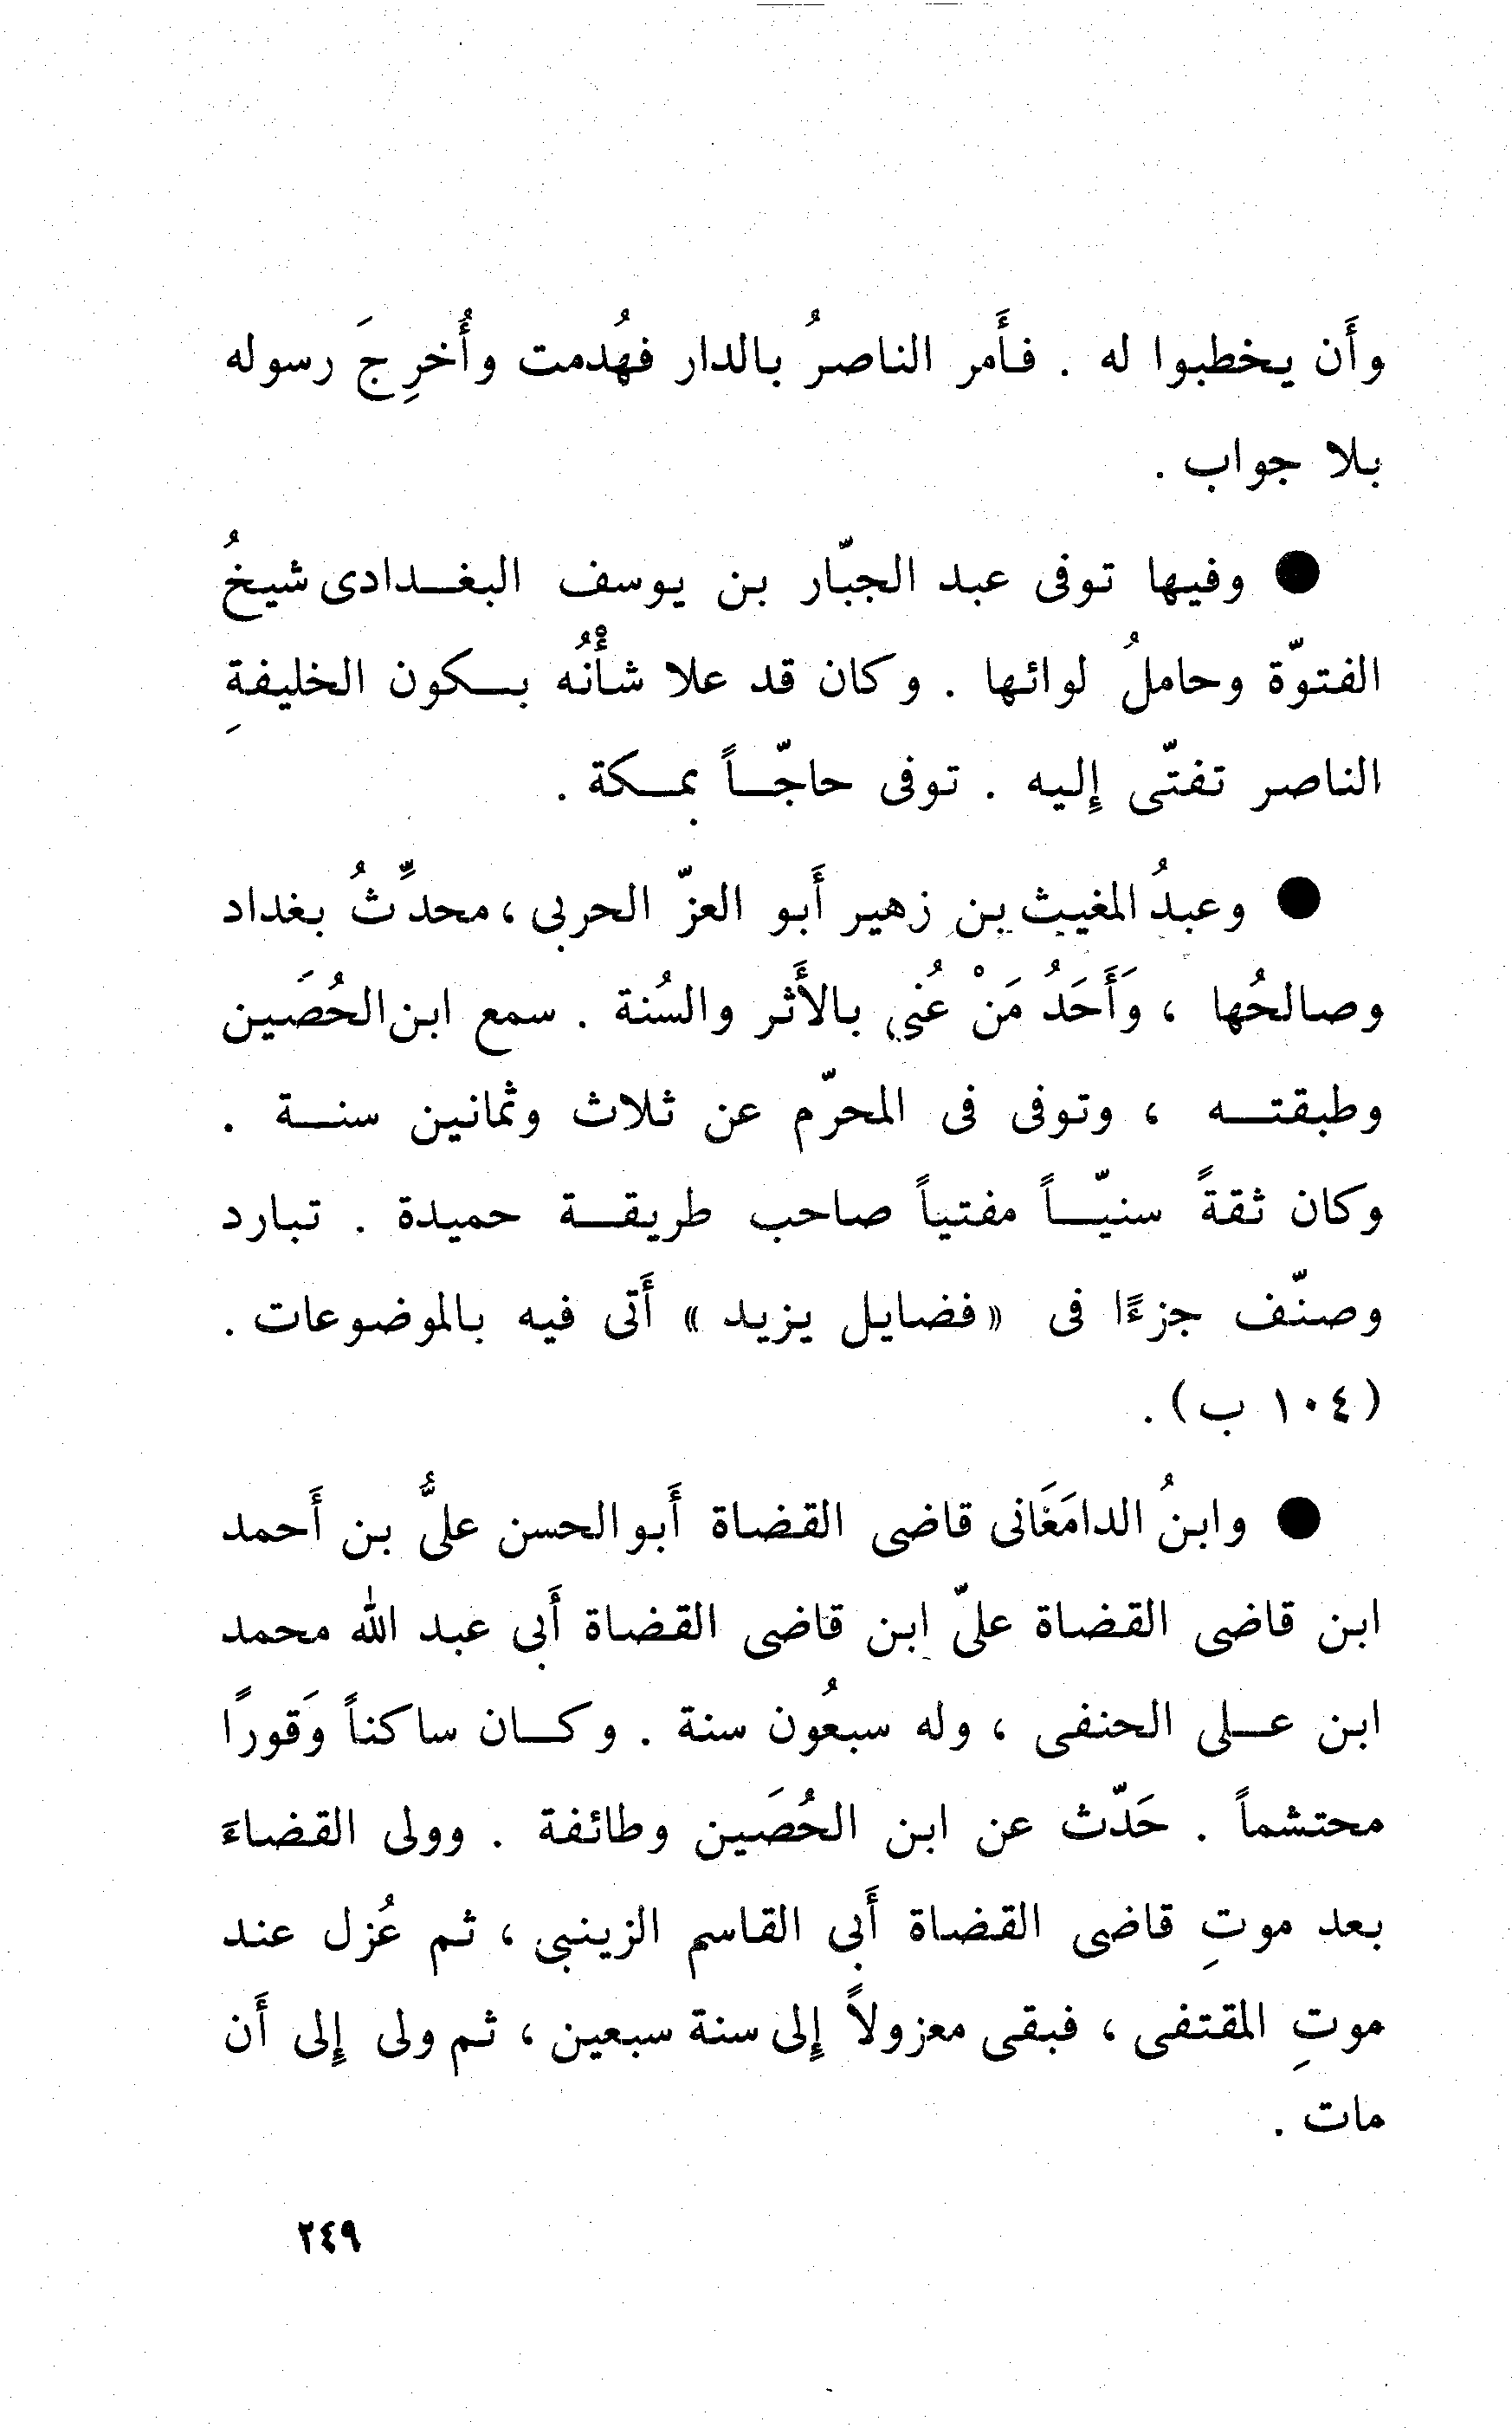 وأَن يخطبوا له . فأَمر الناصرُ بالدار فهُدمت وأُخرِجَ رسوله
بلا جواب .
● وفيها توفى عبد الجبّار بن يوسف البغدادى شيخُ
الفتوّة وحاملُ لوائها . وكان قد علا شأْنُه بكون الخليفةِ
الناصر تفتّى إِليه . توفى حاجّاً بمكة .
● وعبدُ المغيث بن زهير أَبو العزّ الحربى ، محدِّثُ بغداد
وصالحُها ، وَأَحَدُ مَنْ عُنى بالأَثر والسُنة . سمع ابن الحُصَين
وطبقته ، وتوفى فى المحرّم عن ثلاث وثمانين سنة .
وكان ثقةً سنيّاً مفتياً صاحب طريقة حميدة . تبارد
وصنّف جزءًا فى « فضايل يزيد » أَتى فيه بالموضوعات .
(١٠٤ ب) .
● وابنُ الدامَغَانى قاضى القضاة أَبو الحسن علىُّ بن أَحمد
ابن قاضى القضاة علىّ ابن قاضى القضاة أَبى عبد الله محمد
ابن على الحنفى ، وله سبعُون سنة . وكان ساكناً وَقورًا
محتشماً . حَدّث عن ابن الحُصَين وطائفة . وولى القضاءَ
بعد موتِ قاضى القضاة أَبى القاسم الزينبى ، ثم عُزل عند
موتِ المقتفى ، فبقى معزولاً إِلى سنة سبعين ، ثم ولى إِلى أَن
مات .
٢٤٩